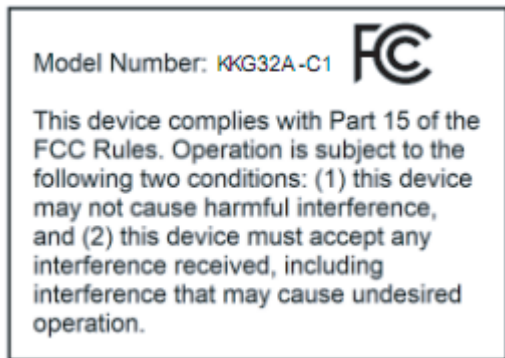 Model Number: KKG32A-C1 FC
This device complies with Part 15 of the
FCC Rules. Operation is subject to the
following two conditions: (1) this device
may not cause harmful interference,
and (2) this device must accept any
interference received, including
interference that may cause undesired
operation.